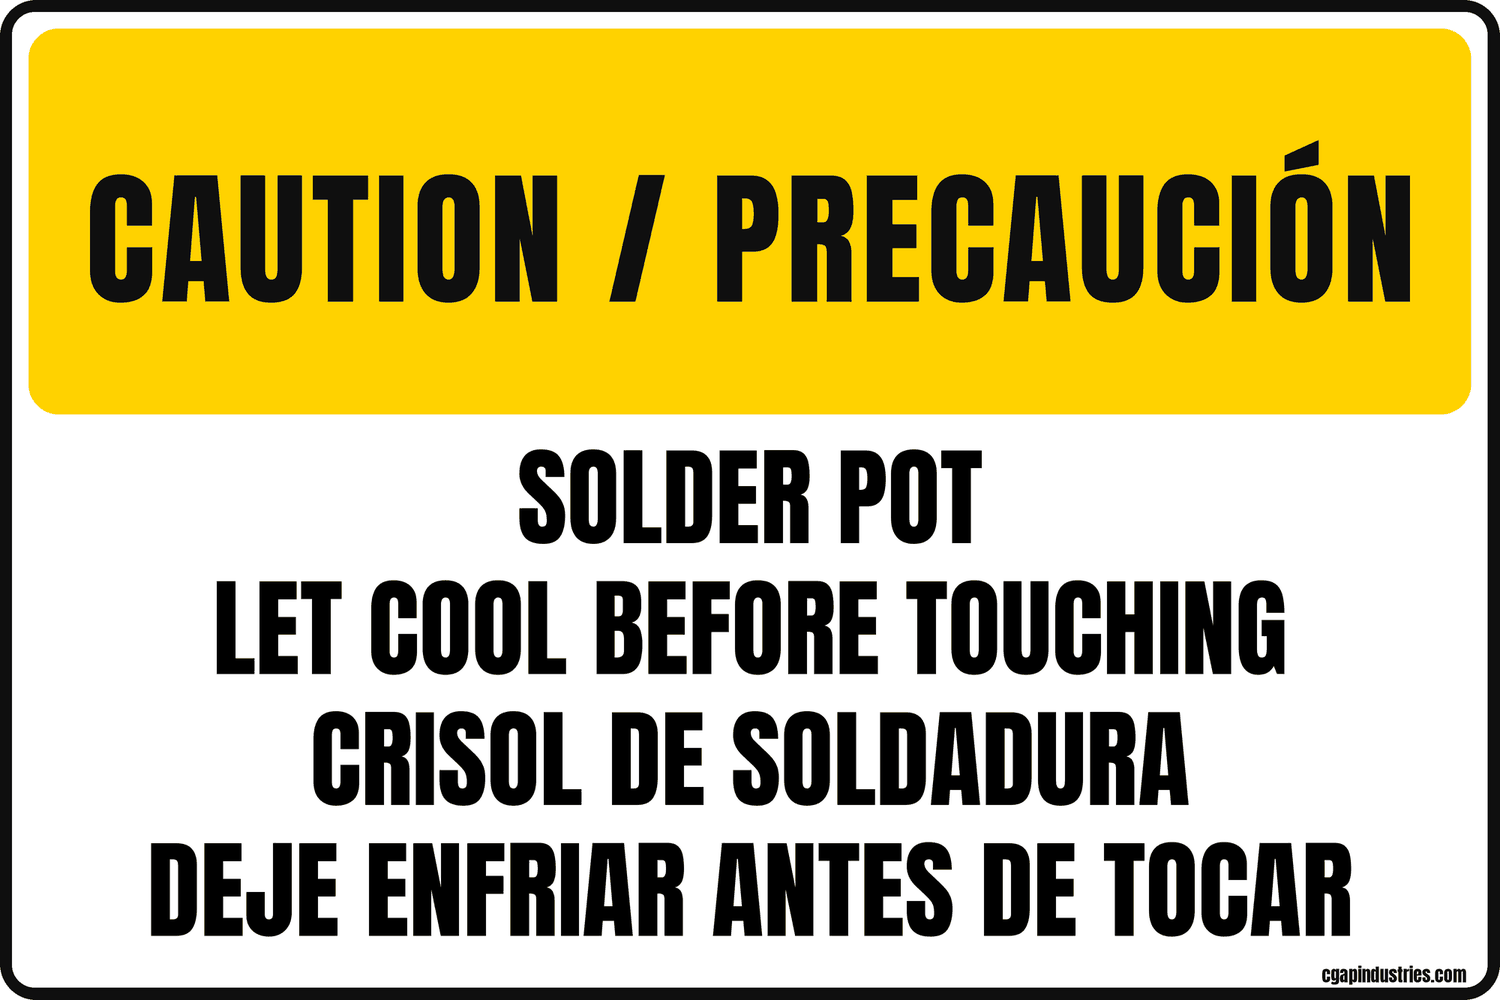 CAUTION / PRECAUCIÓN
SOLDER POT
LET COOL BEFORE TOUCHING
CRISOL DE SOLDADURA
DEJE ENFRIAR ANTES DE TOCAR
cgapindustries.com